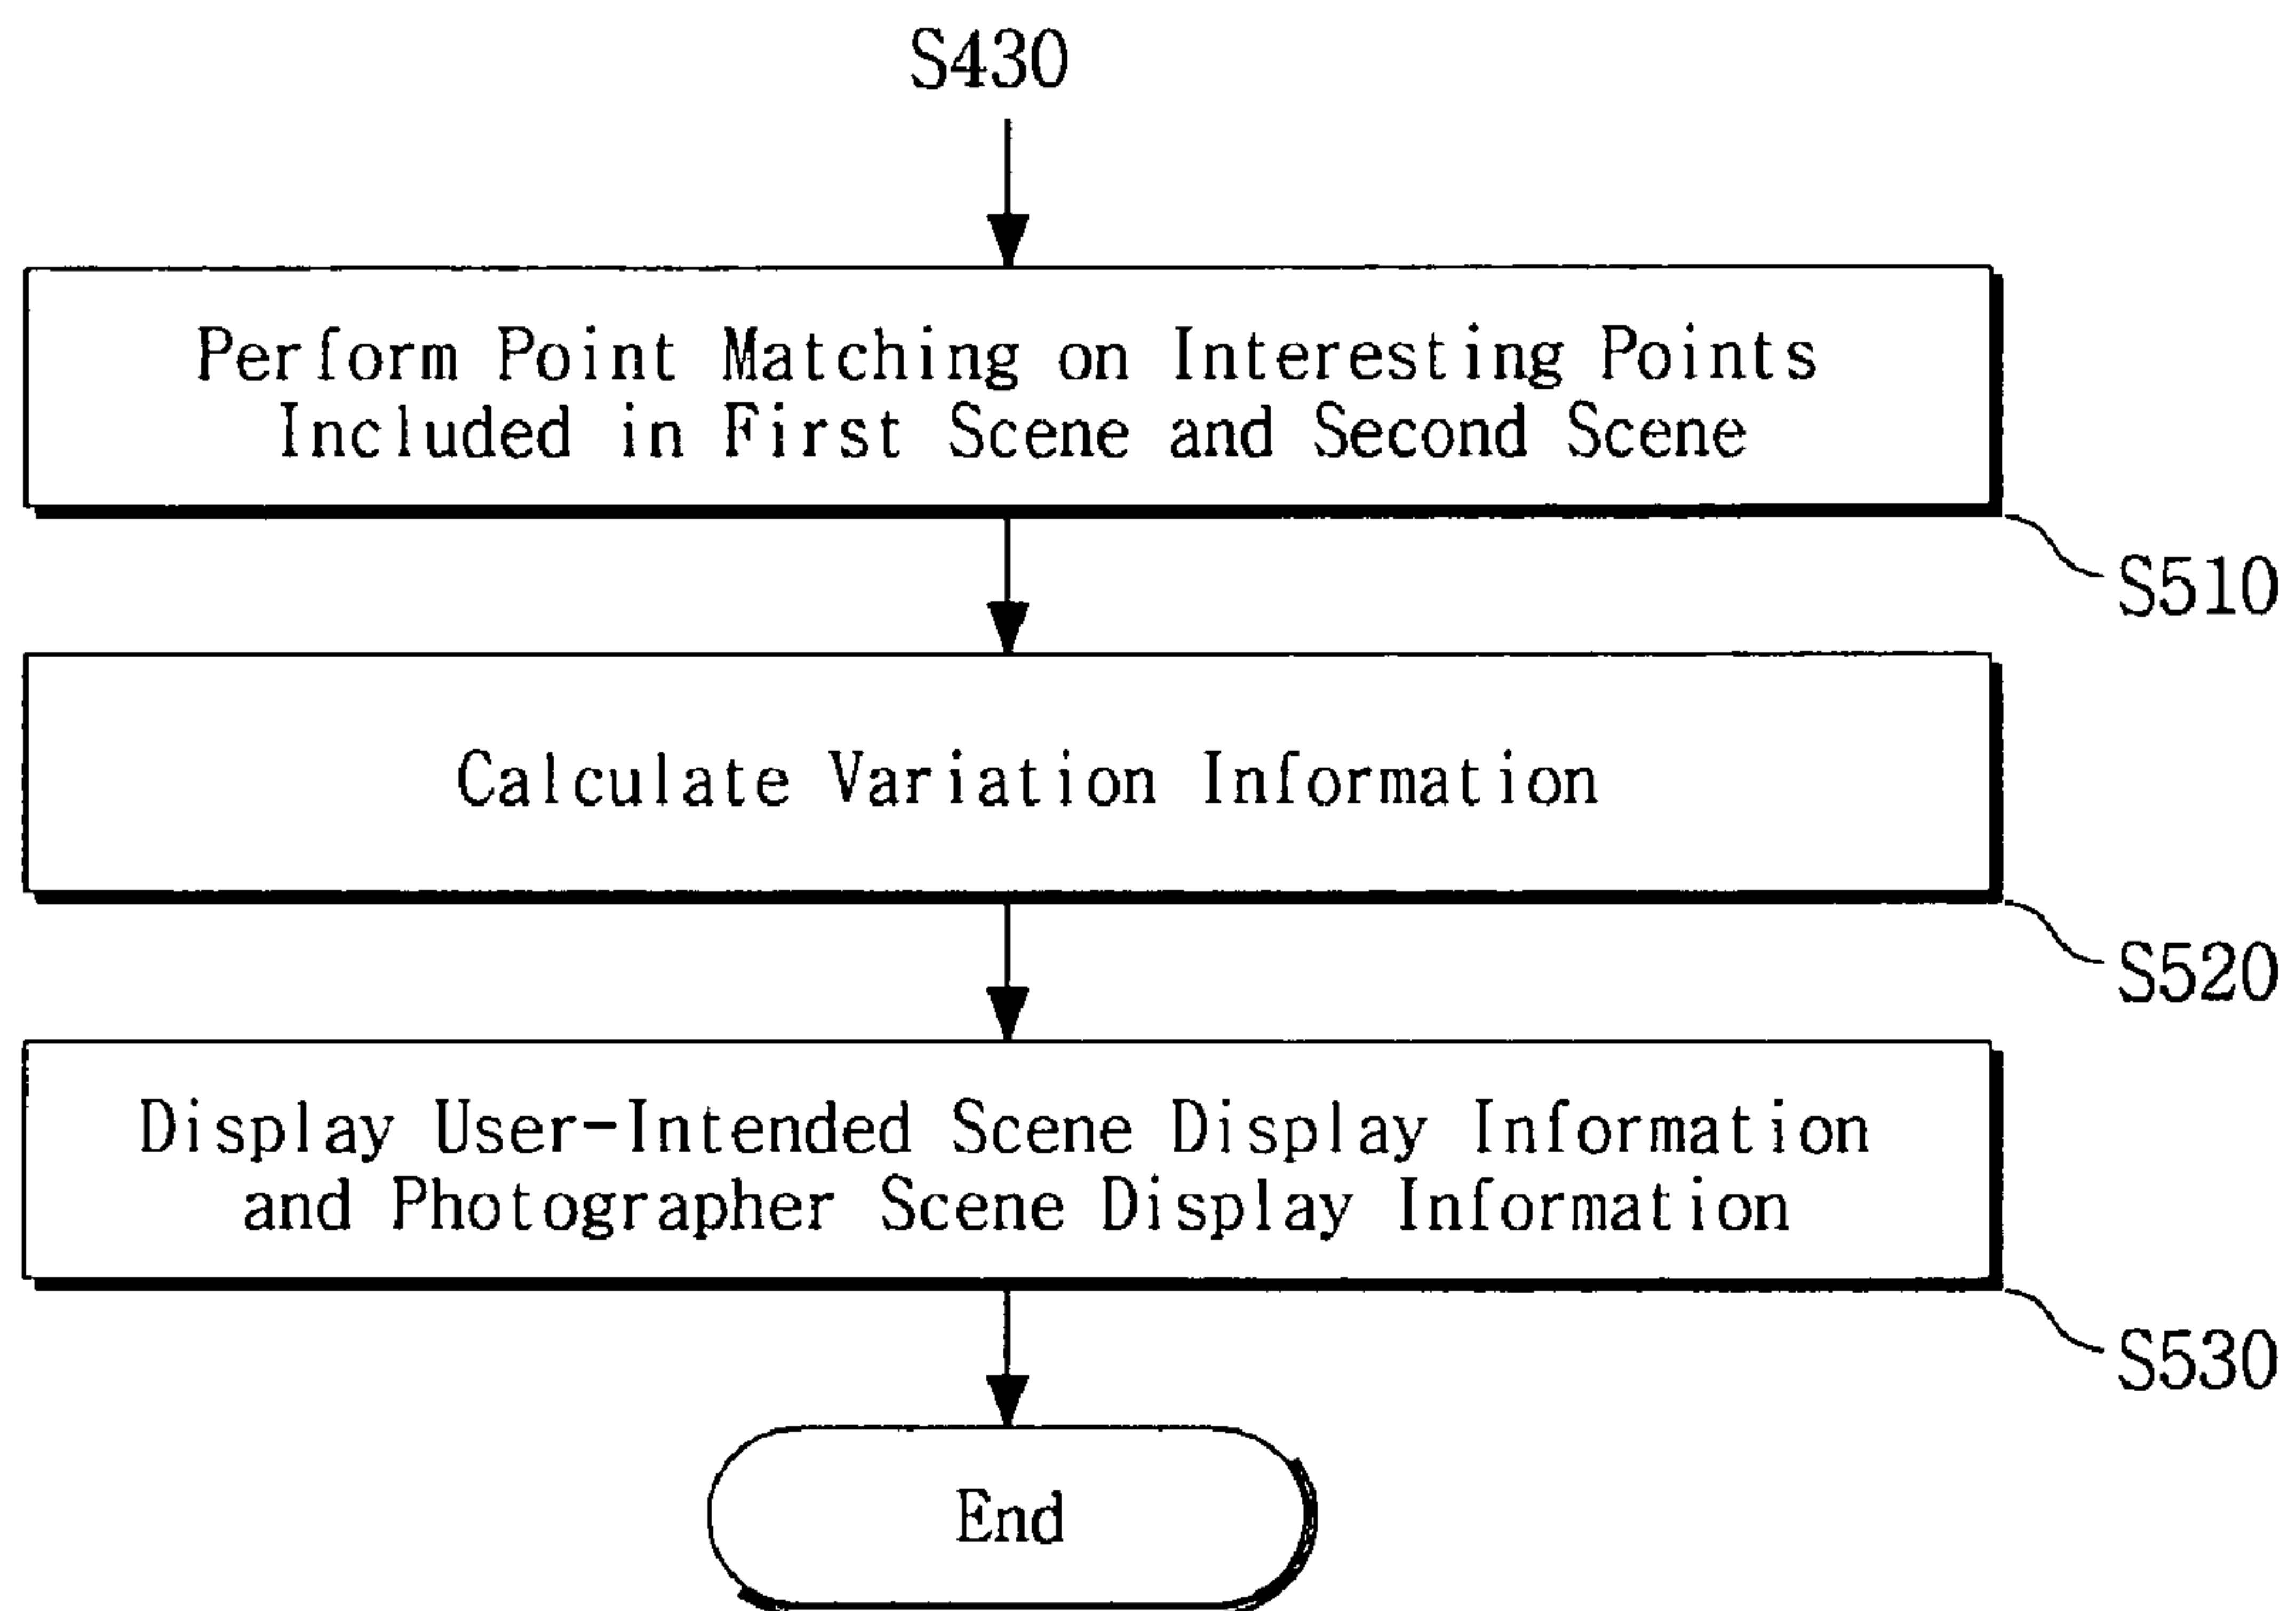 S430
Perform Point Matching on Interesting Points
Included in First Scene and Second Scene
S510
Calculate Variation Information
S520
Display User-Intended Scene Display Information
and Photographer Scene Display Information
S530
End